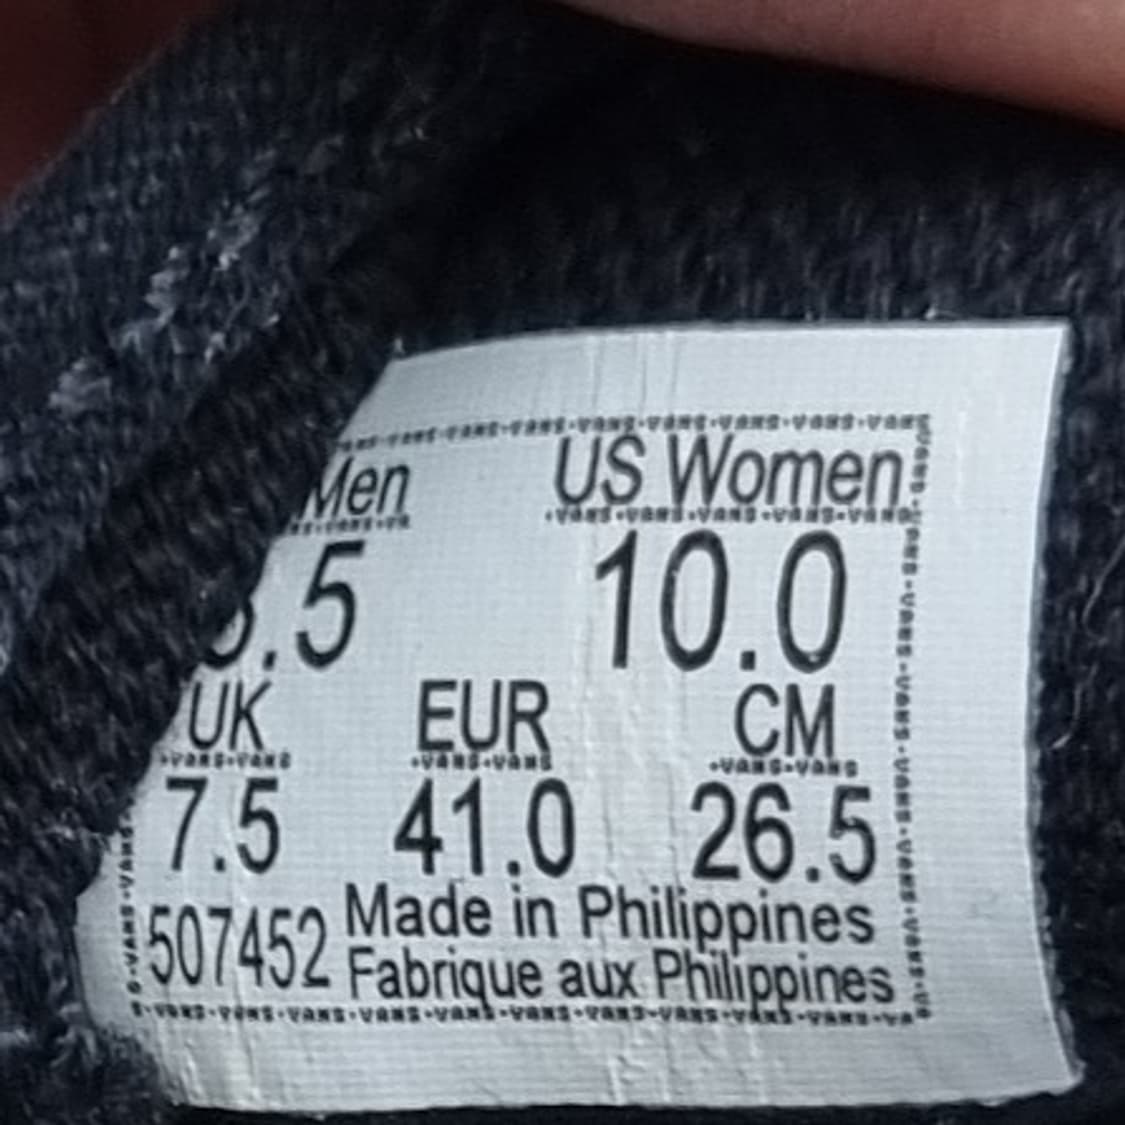 Men US Women
.5 10.0
UK EUR CM
7.5 41.0 26.5
507452 Made in Philippines
Fabrique aux Philippines